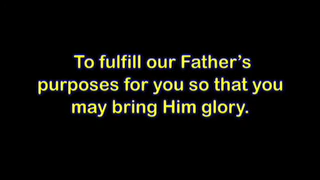 To fulfill our Father's
purposes for you so that you
may bring Him glory.